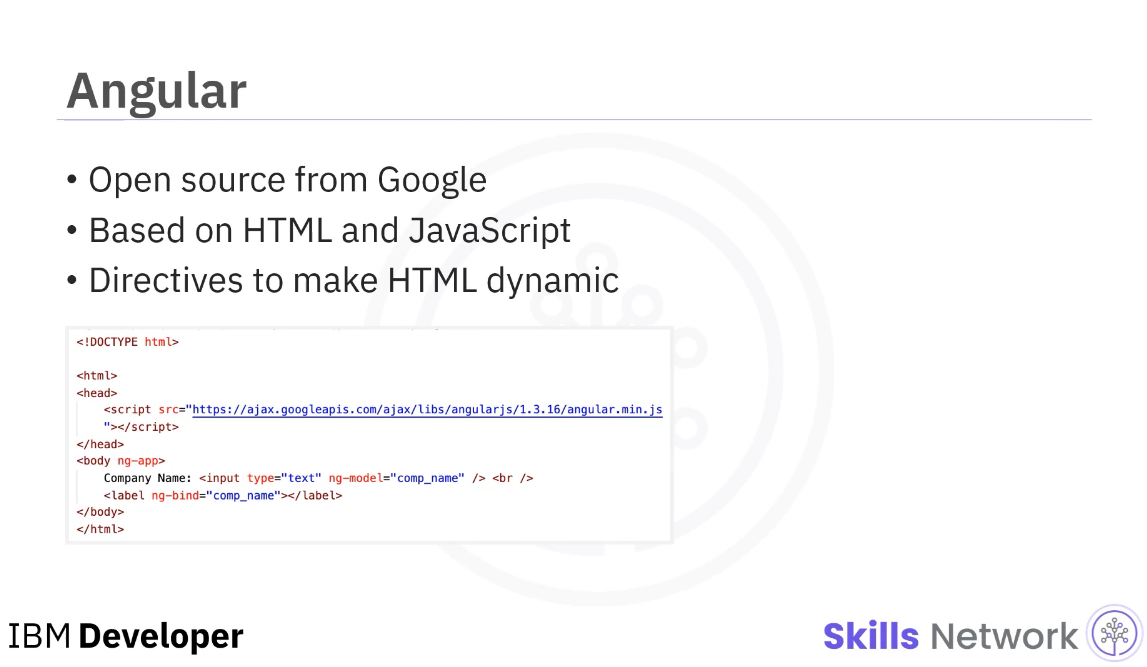 Angular
• Open source from Google
• Based on HTML and JavaScript
• Directives to make HTML dynamic
<!DOCTYPE html>
<html>
<head>
<script src="https://ajax.googleapis.com/ajax/libs/angularjs/1.3.16/angular.min.js
"></script>
</head>
<body ng-app>
Company Name: <input type="text" ng-model="comp_name" /> <br />
<label ng-bind="comp_name"></label>
</body>
</html>
IBM Developer
Skills Network